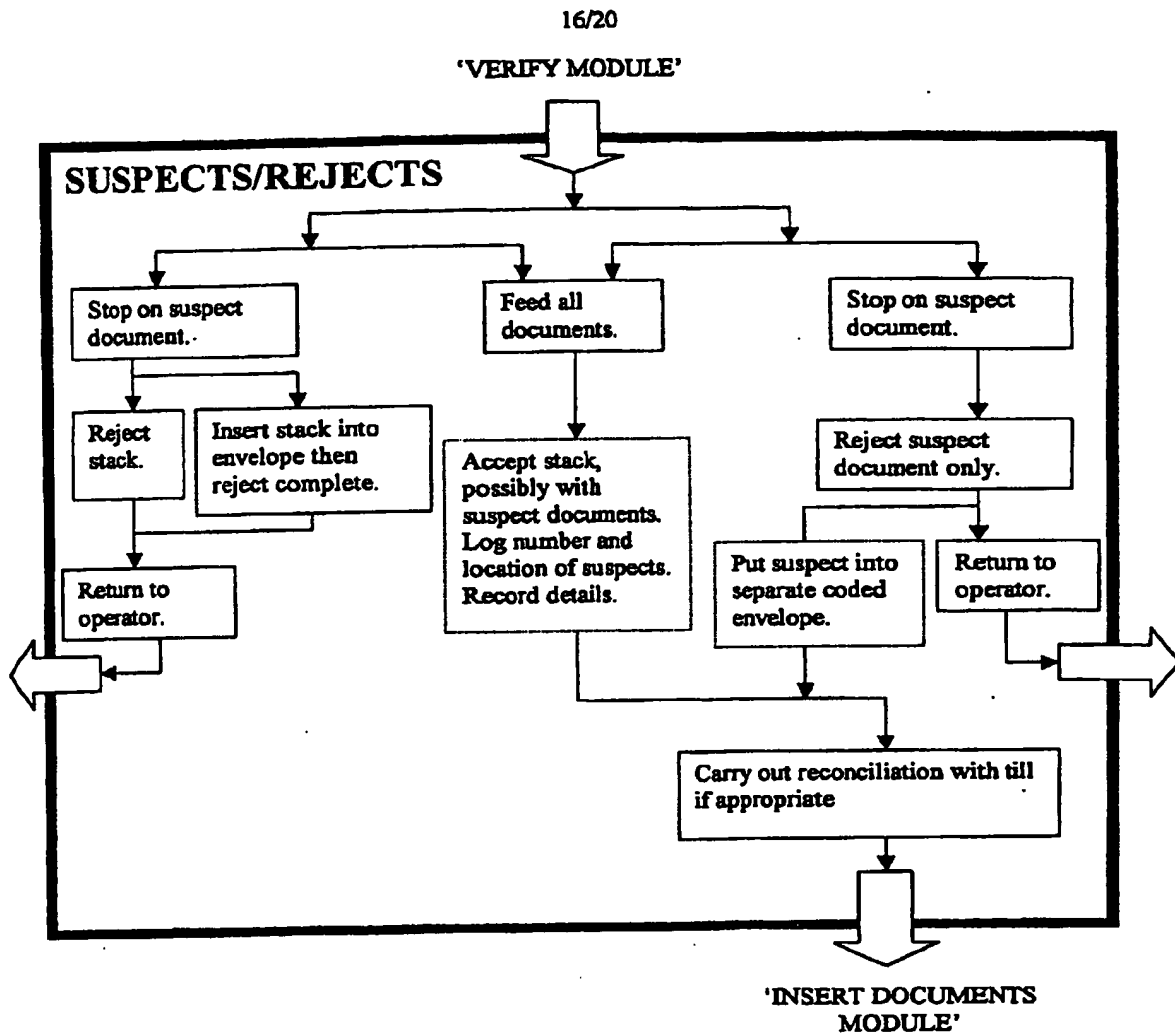 16/20
'VERIFY MODULE'
SUSPECTS/REJECTS
Stop on suspect
document.
Feed all
documents.
Stop on suspect
document.
Reject
stack.
Insert stack into
envelope then
reject complete.
Accept stack,
possibly with
suspect documents.
Log number and
location of suspects.
Record details.
Reject suspect
document only.
Return to
operator.
Put suspect into
separate coded
envelope.
Return to
operator.
Carry out reconciliation with till
if appropriate
'INSERT DOCUMENTS
MODULE'